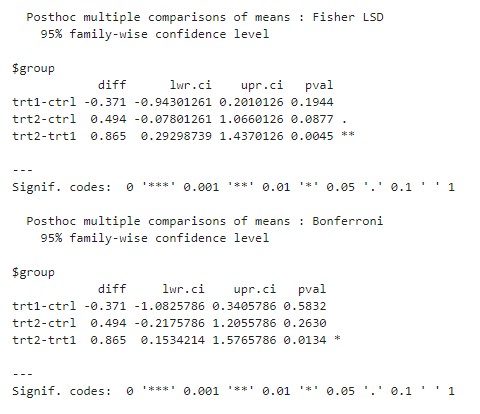 Posthoc multiple comparisons of means : Fisher LSD
    95% family-wise confidence level

$group
            diff      lwr.ci    upr.ci   pval
trt1-ctrl -0.371 -0.94301261 0.2010126 0.1944
trt2-ctrl  0.494 -0.07801261 1.0660126 0.0877 .
trt2-trt1  0.865  0.29298739 1.4370126 0.0045 **

---
Signif. codes:  0 '***' 0.001 '**' 0.01 '*' 0.05 '.' 0.1 ' ' 1

  Posthoc multiple comparisons of means : Bonferroni
    95% family-wise confidence level

$group
            diff     lwr.ci    upr.ci   pval
trt1-ctrl -0.371 -1.0825786 0.3405786 0.5832
trt2-ctrl  0.494 -0.2175786 1.2055786 0.2630
trt2-trt1  0.865  0.1534214 1.5765786 0.0134 *

---
Signif. codes:  0 '***' 0.001 '**' 0.01 '*' 0.05 '.' 0.1 ' ' 1